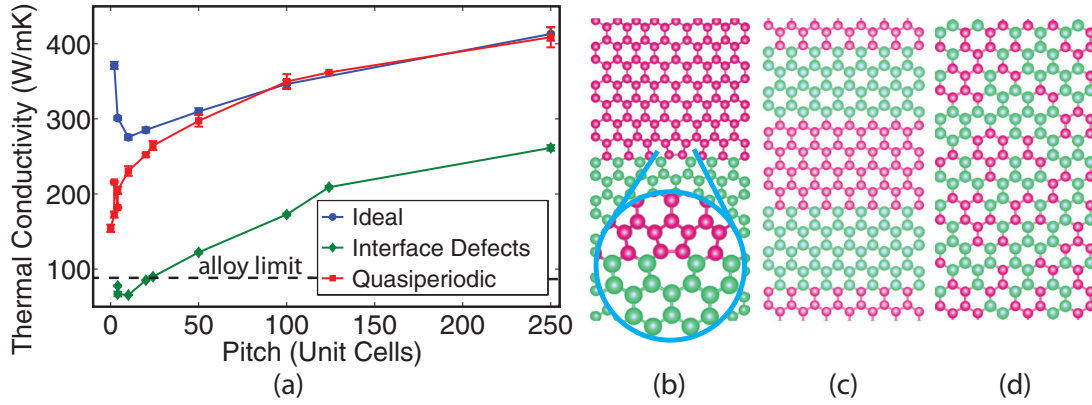 Thermal Conductivity (W/mK)
400
300
200
100
alloy limit
Ideal
Interface Defects
Quasiperiodic
0 50 100 150 200 250
Pitch (Unit Cells)
(a) (b) (c) (d)